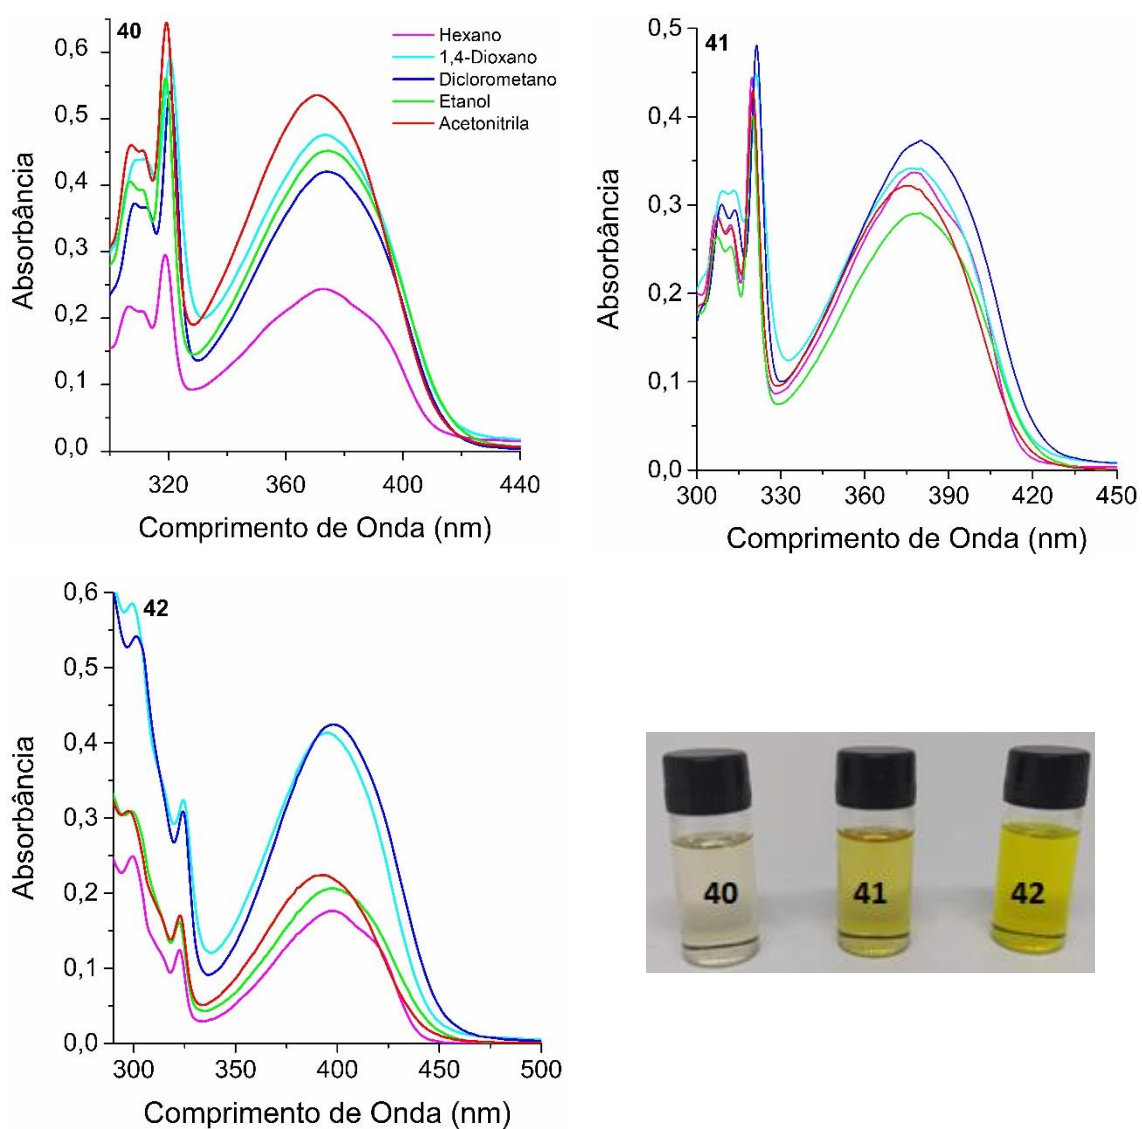 40
Hexano
1,4-Dioxano
Diclorometano
Etanol
Acetonitrila
0,6
0,5
0,4
0,3
0,2
0,1
0,0
Absorbância
320 360 400 440
Comprimento de Onda (nm)
41
0,5
0,4
0,3
0,2
0,1
0,0
Absorbância
300 330 360 390 420 450
Comprimento de Onda (nm)
42
0,6
0,5
0,4
0,3
0,2
0,1
0,0
Absorbância
300 350 400 450 500
Comprimento de Onda (nm)
40 41 42